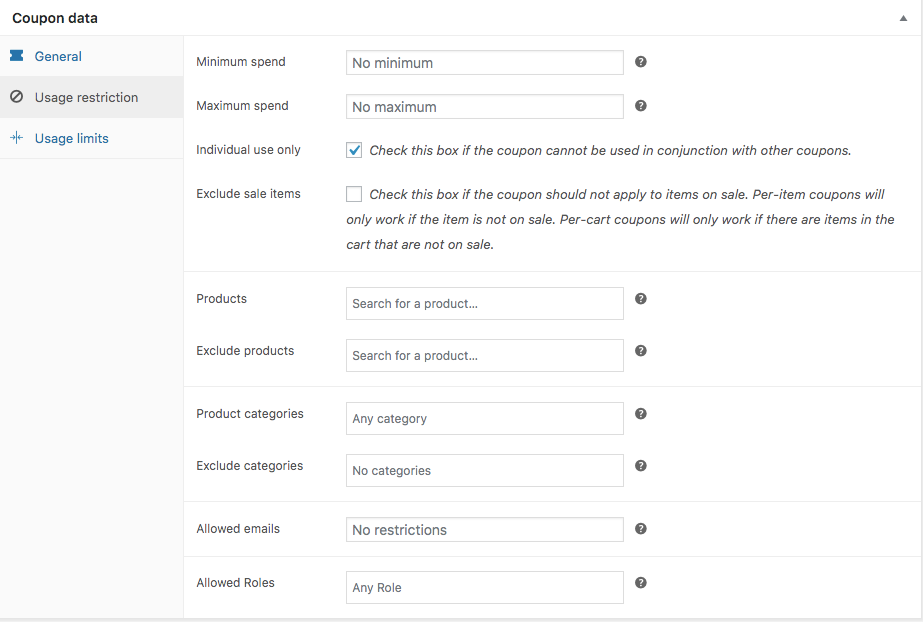 Coupon data
General
Usage restriction
Usage limits
Minimum spend
No minimum
Maximum spend
No maximum
Individual use only
Check this box if the coupon cannot be used in conjunction with other coupons.
Exclude sale items
Check this box if the coupon should not apply to items on sale. Per-item coupons will
only work if the item is not on sale. Per-cart coupons will only work if there are items in the
cart that are not on sale.
Products
Search for a product...
Exclude products
Search for a product...
Product categories
Any category
Exclude categories
No categories
Allowed emails
No restrictions
Allowed Roles
Any Role